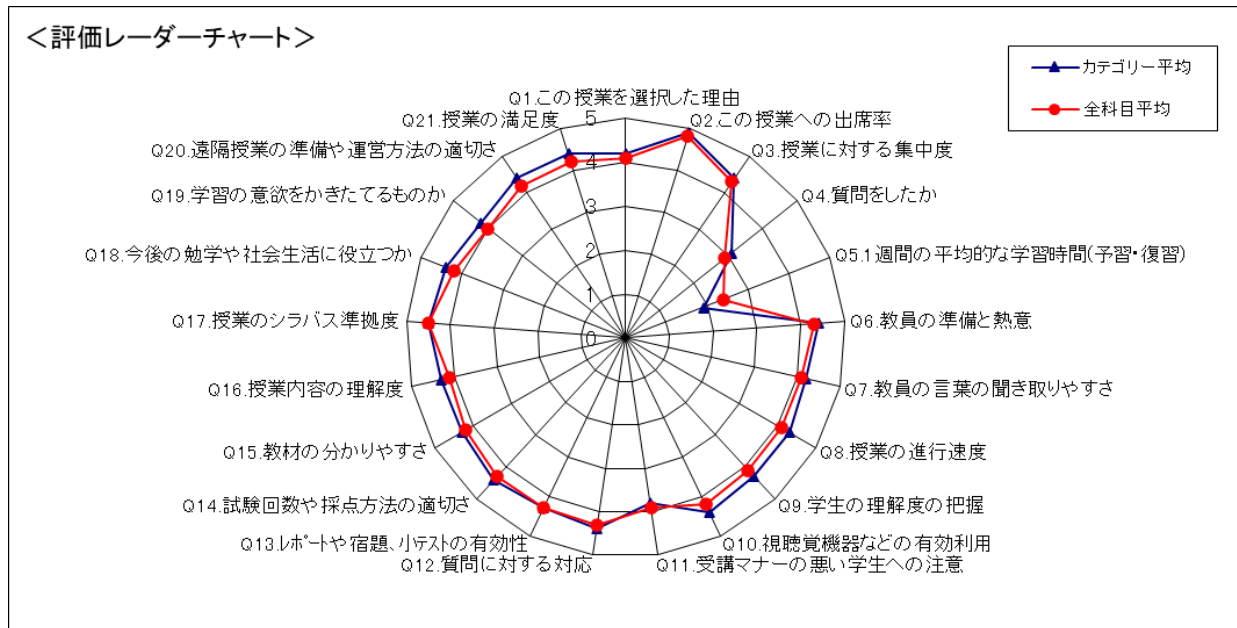 ＜評価レーダーチャート＞
カテゴリー平均
全科目平均
Q1.この授業を選択した理由
Q2.この授業への出席率
Q3.授業に対する集中度
Q4.質問をしたか
Q5.1週間の平均的な学習時間(予習・復習)
Q6.教員の準備と熱意
Q7.教員の言葉の聞き取りやすさ
Q8.授業の進行速度
Q9.学生の理解度の把握
Q10.視聴覚機器などの有効利用
Q11.受講マナーの悪い学生への注意
Q12.質問に対する対応
Q13.ﾚﾎﾟｰﾄや宿題、小ﾃｽﾄの有効性
Q14.試験回数や採点方法の適切さ
Q15.教材の分かりやすさ
Q16.授業内容の理解度
Q17.授業のシラバス準拠度
Q18.今後の勉学や社会生活に役立つか
Q19.学習の意欲をかきたてるものか
Q20.遠隔授業の準備や運営方法の適切さ
Q21.授業の満足度
5
4
3
2
1
0